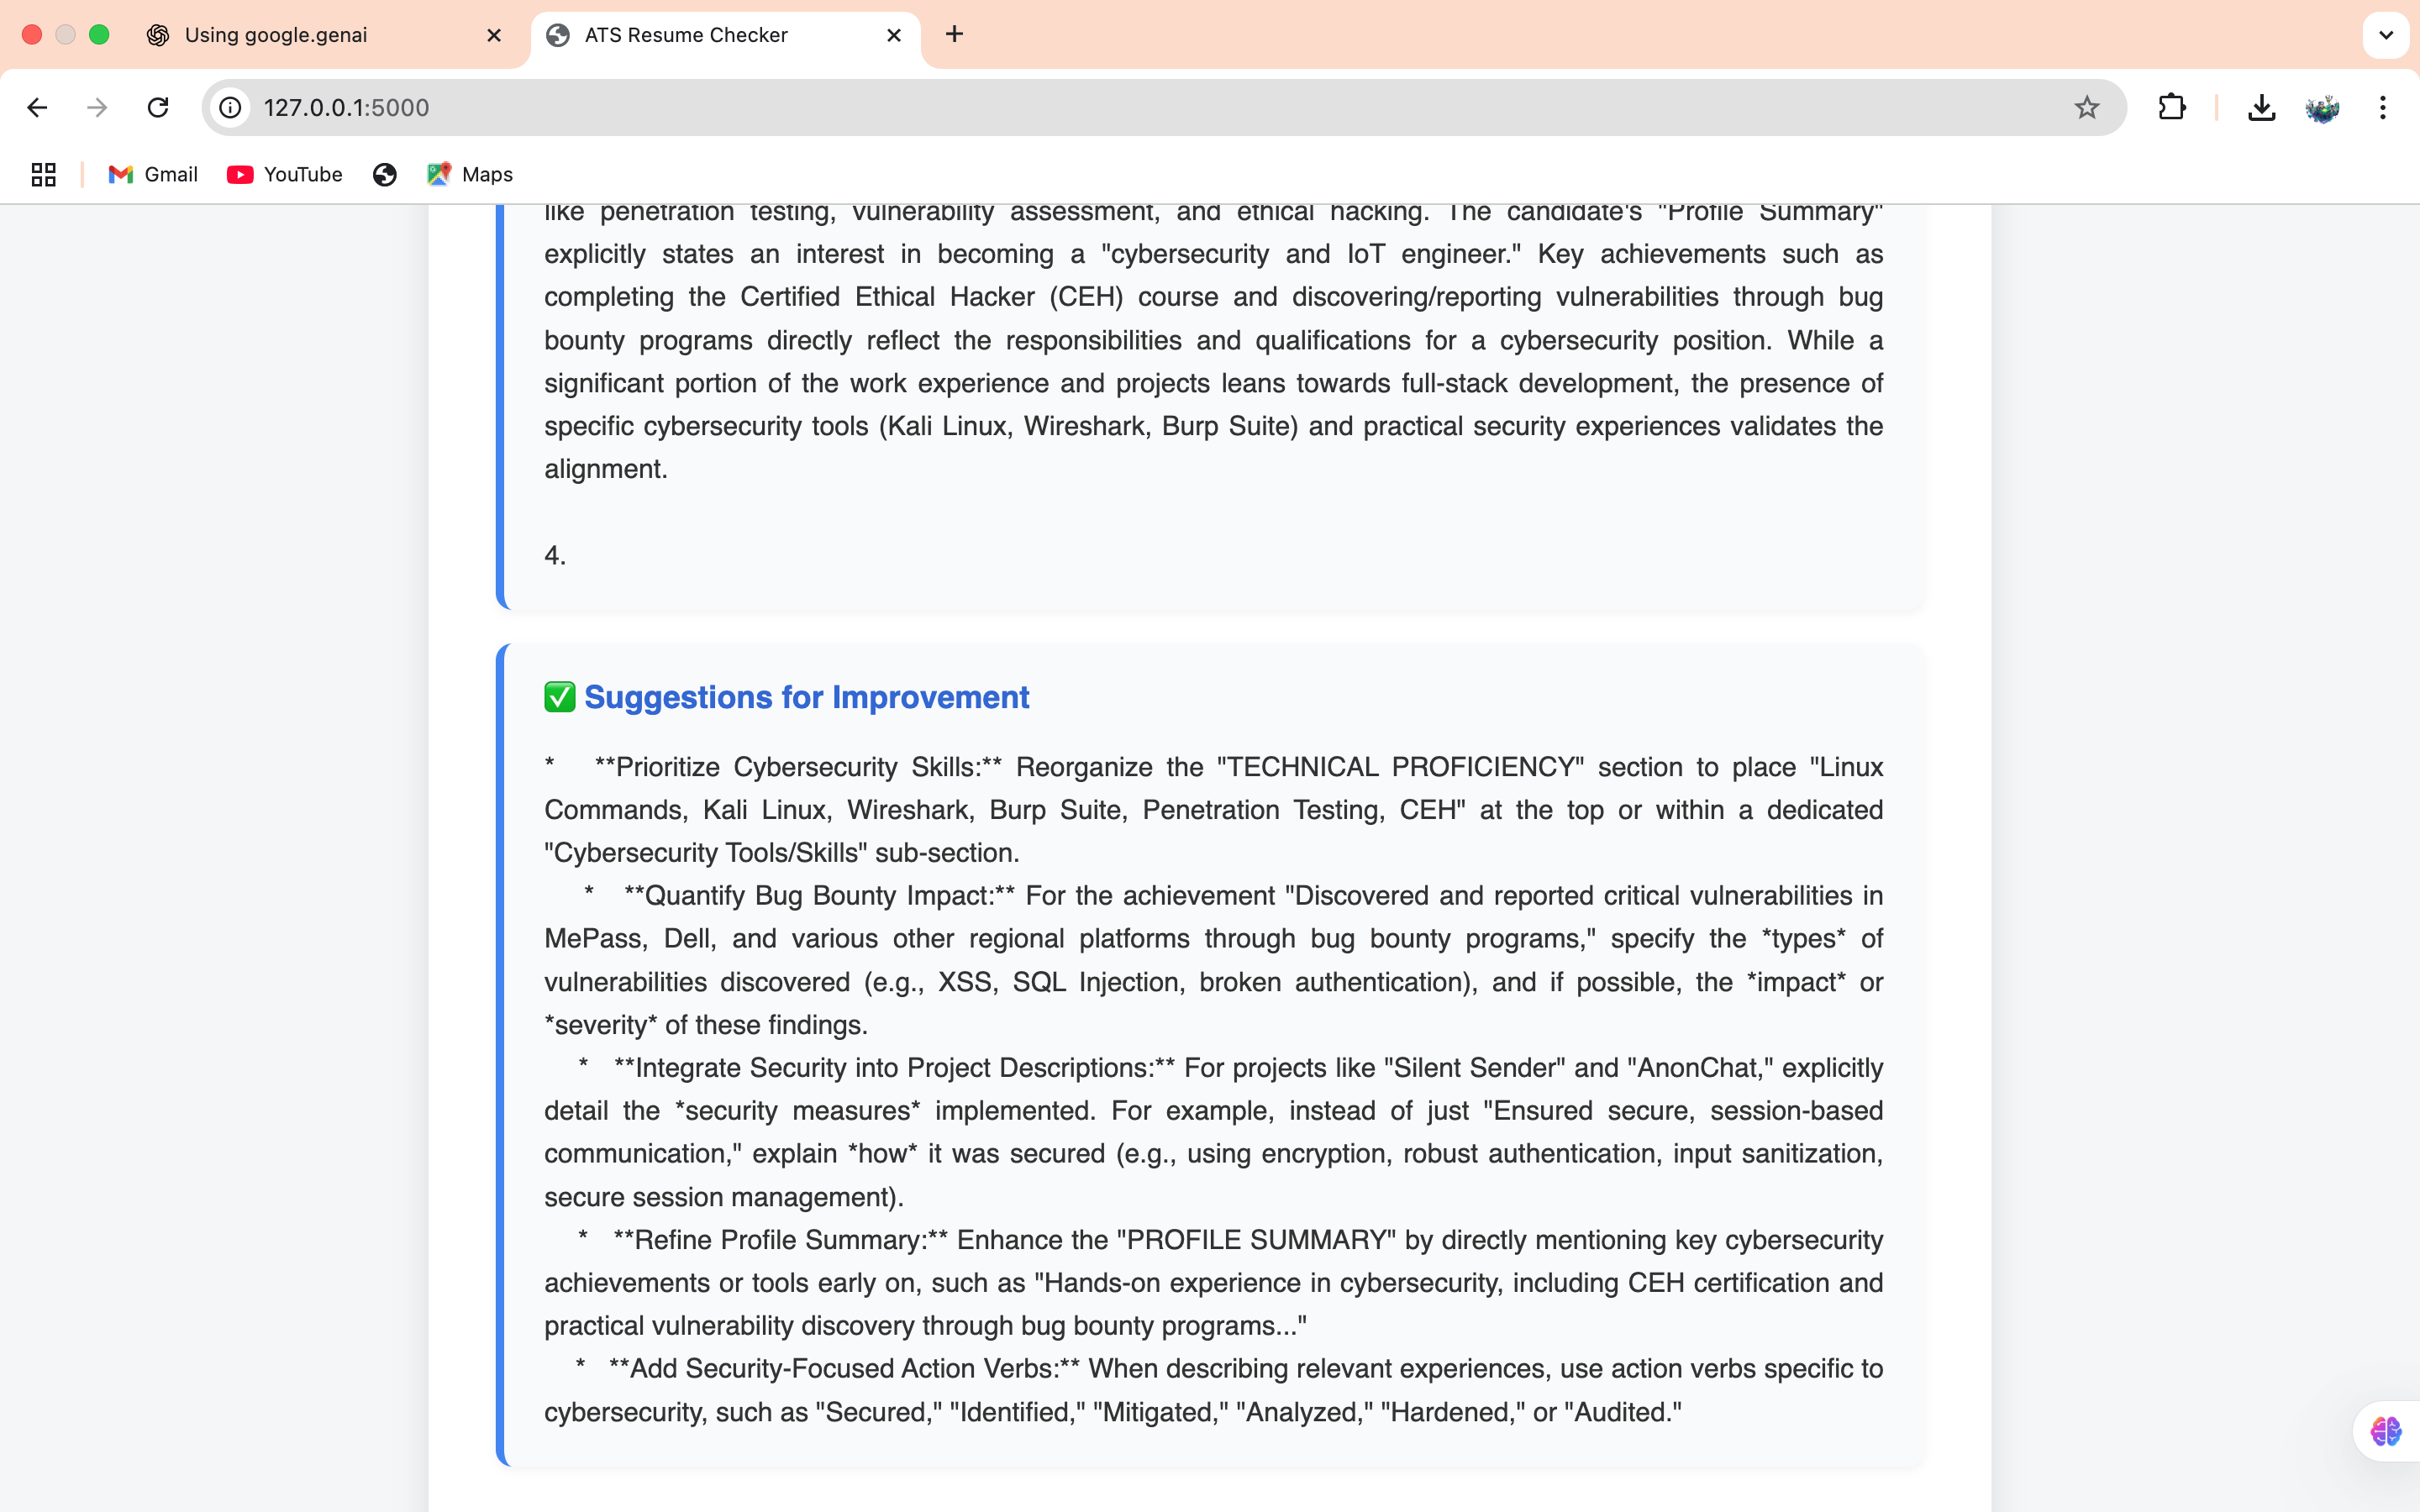 Using google.genai
ATS Resume Checker
127.0.0.1:5000
Gmail
YouTube
Maps
like penetration testing, vulnerability assessment, and ethical hacking. The candidate's "Profile Summary"
explicitly states an interest in becoming a "cybersecurity and IoT engineer." Key achievements such as
completing the Certified Ethical Hacker (CEH) course and discovering/reporting vulnerabilities through bug
bounty programs directly reflect the responsibilities and qualifications for a cybersecurity position. While a
significant portion of the work experience and projects leans towards full-stack development, the presence of
specific cybersecurity tools (Kali Linux, Wireshark, Burp Suite) and practical security experiences validates the
alignment.
4.
✅ Suggestions for Improvement
* **Prioritize Cybersecurity Skills:** Reorganize the "TECHNICAL PROFICIENCY" section to place "Linux
Commands, Kali Linux, Wireshark, Burp Suite, Penetration Testing, CEH" at the top or within a dedicated
"Cybersecurity Tools/Skills" sub-section.
* **Quantify Bug Bounty Impact:** For the achievement "Discovered and reported critical vulnerabilities in
MePass, Dell, and various other regional platforms through bug bounty programs," specify the *types* of
vulnerabilities discovered (e.g., XSS, SQL Injection, broken authentication), and if possible, the *impact* or
*severity* of these findings.
* **Integrate Security into Project Descriptions:** For projects like "Silent Sender" and "AnonChat," explicitly
detail the *security measures* implemented. For example, instead of just "Ensured secure, session-based
communication," explain *how* it was secured (e.g., using encryption, robust authentication, input sanitization,
secure session management).
* **Refine Profile Summary:** Enhance the "PROFILE SUMMARY" by directly mentioning key cybersecurity
achievements or tools early on, such as "Hands-on experience in cybersecurity, including CEH certification and
practical vulnerability discovery through bug bounty programs..."
* **Add Security-Focused Action Verbs:** When describing relevant experiences, use action verbs specific to
cybersecurity, such as "Secured," "Identified," "Mitigated," "Analyzed," "Hardened," or "Audited."